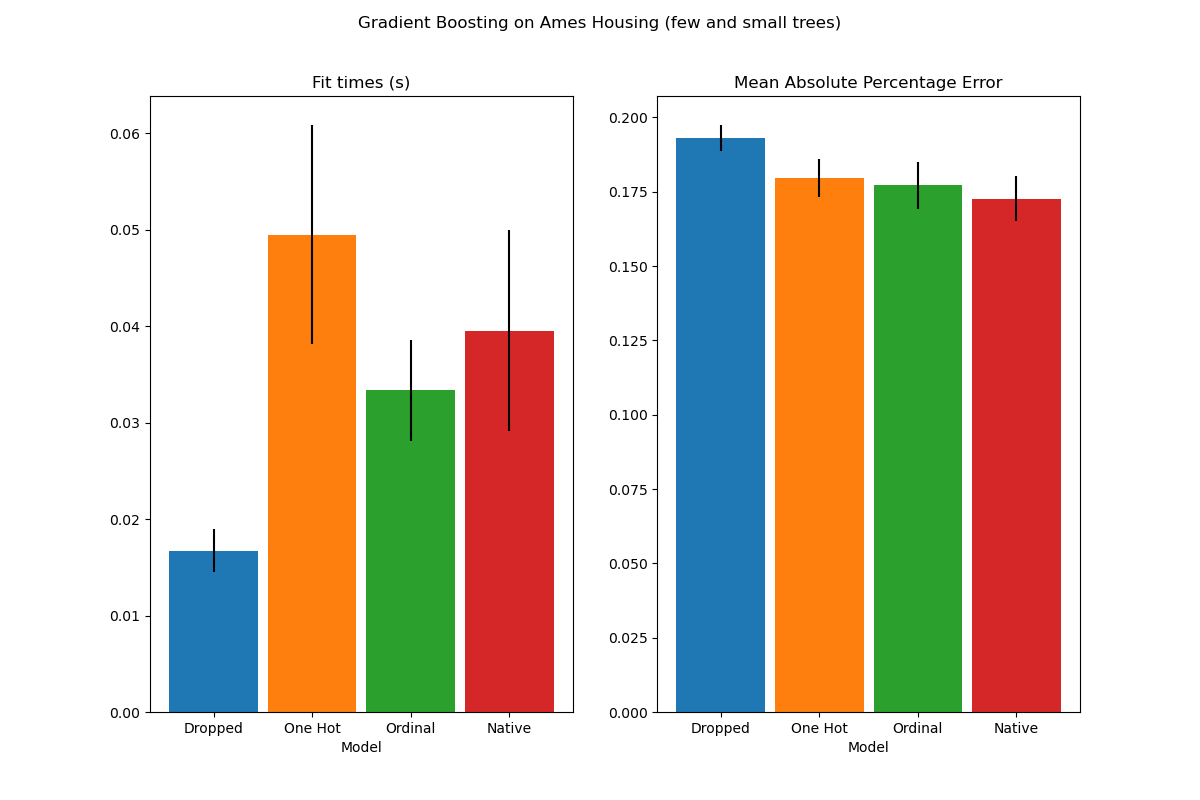 Gradient Boosting on Ames Housing (few and small trees)
Fit times (s)
0.06
0.05
0.04
0.03
0.02
0.01
0.00
Dropped
One Hot
Ordinal
Native
Model
Mean Absolute Percentage Error
0.200
0.175
0.150
0.125
0.100
0.075
0.050
0.025
0.000
Dropped
One Hot
Ordinal
Native
Model